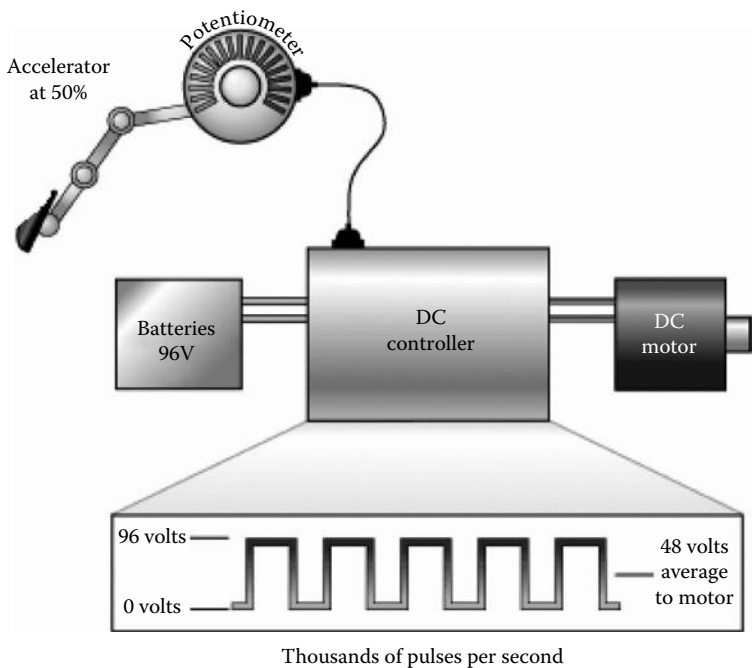 Potentiometer
Accelerator
at 50%
Batteries
96V
DC
controller
DC
motor
96 volts
0 volts
48 volts
average
to motor
Thousands of pulses per second